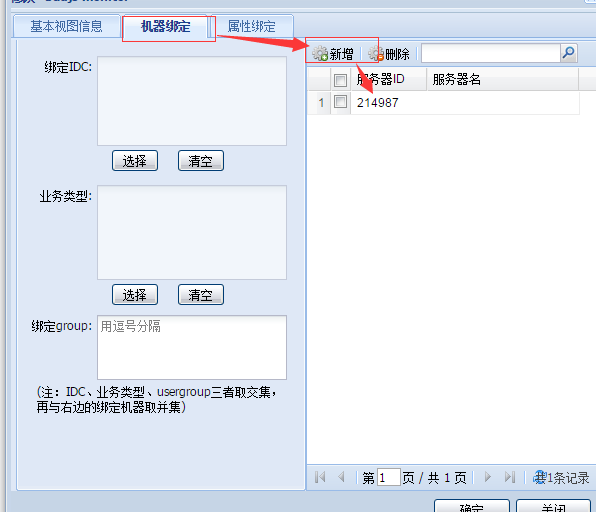 基本视图信息 机器绑定 属性绑定
新增 删除
绑定IDC:
服务器ID 服务器名
1 214987
选择 清空
业务类型:
选择 清空
绑定group: 用逗号分隔
(注：IDC、业务类型、usergroup三者取交集，
再与右边的绑定机器取并集)
第 1 页 / 共 1 页 1条记录
确定 关闭